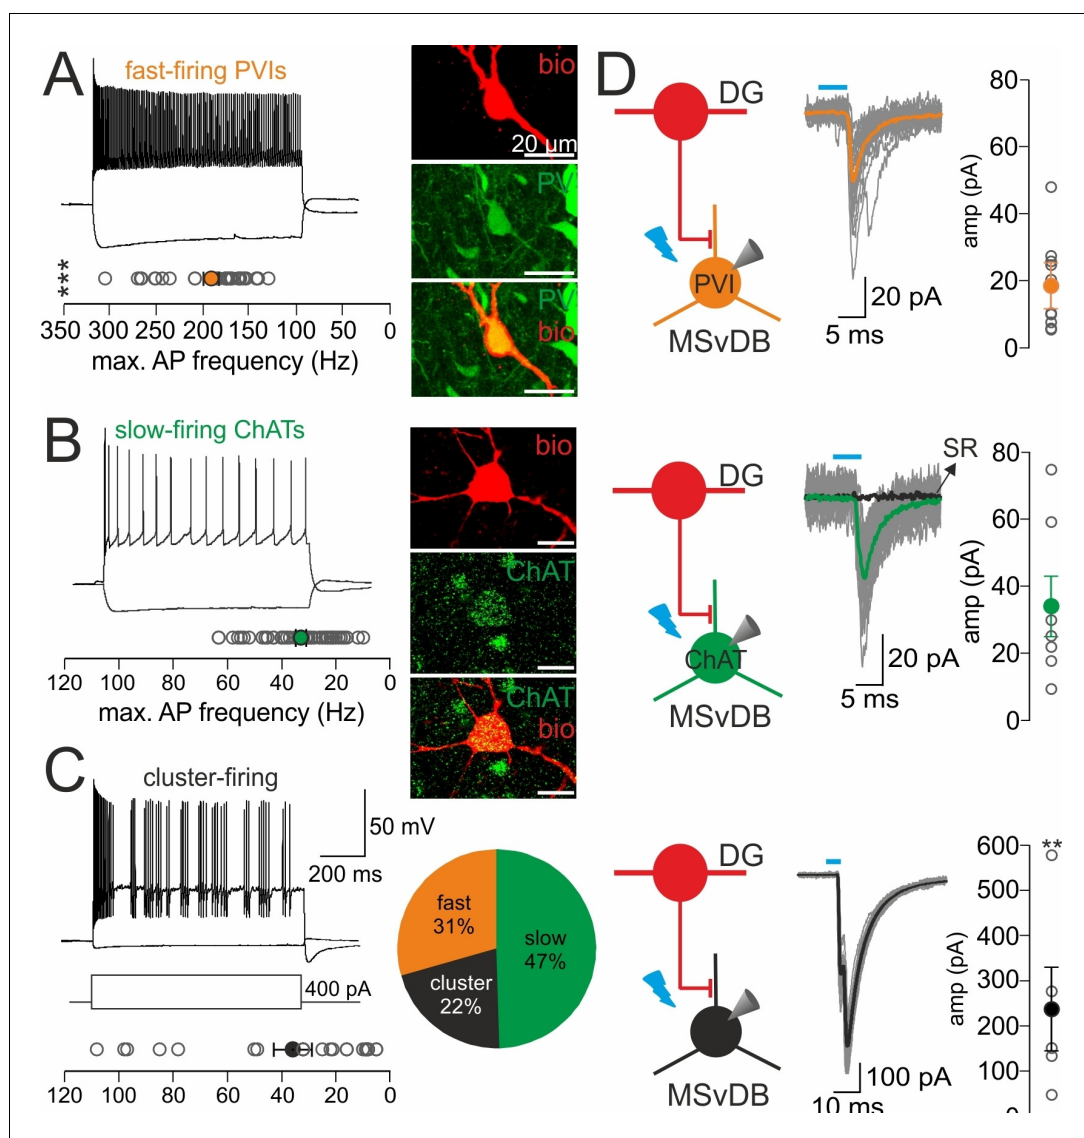 A
fast-firing PVIs
***
350 300 200 100 0
max. AP frequency (Hz)
bio
20 µm
PV
PV
bio
B
slow-firing ChATs
120 100 80 60 40 20 0
max. AP frequency (Hz)
bio
ChAT
ChAT
bio
C
cluster-firing
50 mV
200 ms
400 pA
120 100 80 60 40 20 0
fast
31%
slow
47%
cluster
22%
D
DG
PVI
MSvDB
20 pA
5 ms
80
60
40
20
0
amp (pA)
DG
ChAT
MSvDB
SR
20 pA
5 ms
80
60
40
20
0
amp (pA)
DG
MSvDB
100 pA
10 ms
**
600
500
400
300
200
100
0
amp (pA)